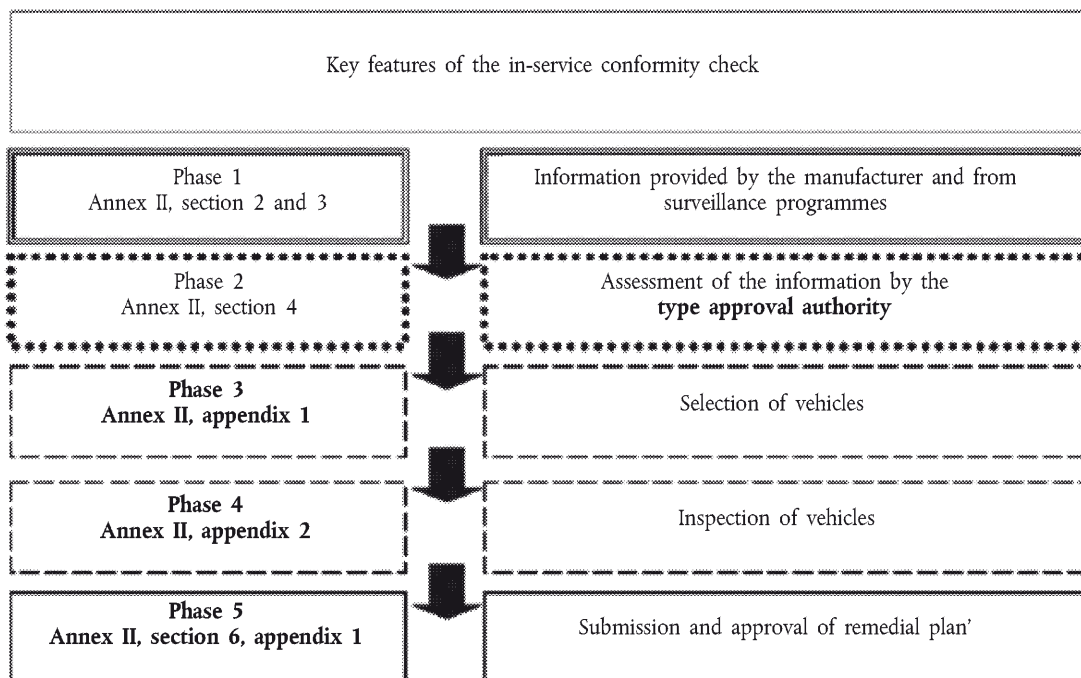 Key features of the in-service conformity check
Phase 1
Annex II, section 2 and 3
Information provided by the manufacturer and from
surveillance programmes
Phase 2
Annex II, section 4
Assessment of the information by the
type approval authority
Phase 3
Annex II, appendix 1
Selection of vehicles
Phase 4
Annex II, appendix 2
Inspection of vehicles
Phase 5
Annex II, section 6, appendix 1
Submission and approval of remedial plan’